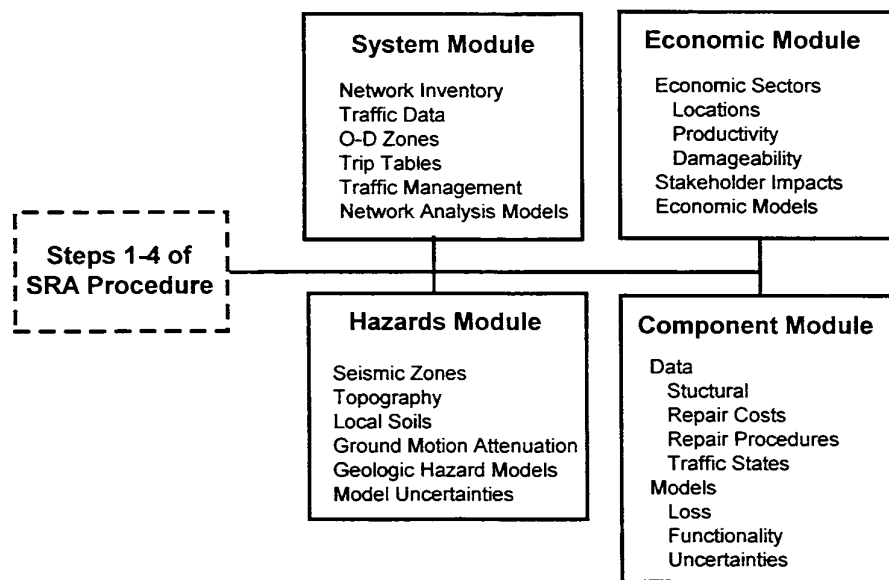 System Module
Network Inventory
Traffic Data
O-D Zones
Trip Tables
Traffic Management
Network Analysis Models
Economic Module
Economic Sectors
Locations
Productivity
Damageability
Stakeholder Impacts
Economic Models
Steps 1-4 of
SRA Procedure
Hazards Module
Seismic Zones
Topography
Local Soils
Ground Motion Attenuation
Geologic Hazard Models
Model Uncertainties
Component Module
Data
Stuctural
Repair Costs
Repair Procedures
Traffic States
Models
Loss
Functionality
Uncertainties